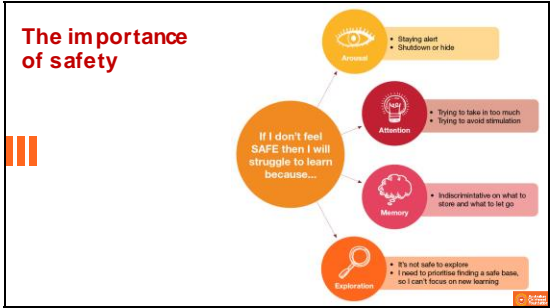 The importance
of safety
If I don't feel
SAFE then I will
struggle to learn
because...
Arousal
• Staying alert
• Shutdown or hide
Attention
• Trying to take in too much
• Trying to avoid stimulation
Memory
• Indiscrimintative on what to
store and what to let go
Exploration
• It's not safe to explore
• I need to prioritise finding a safe base,
so I can't focus on new learning